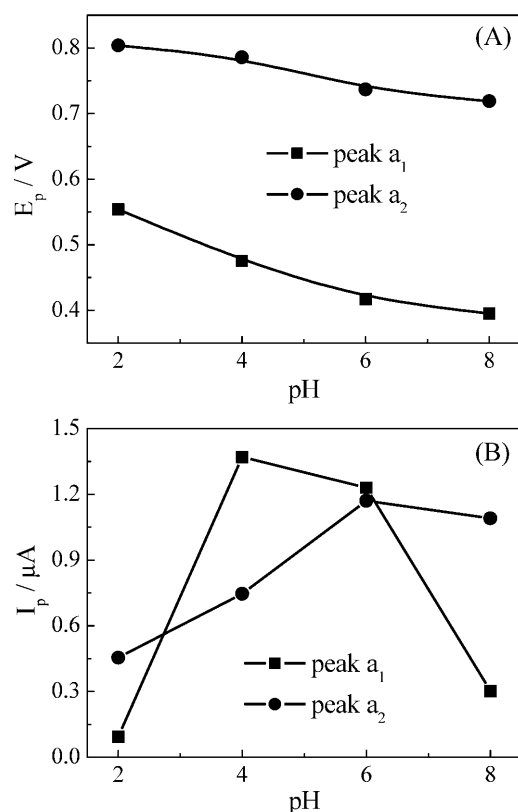 (A)
0.8
0.7
0.6
0.5
0.4
E_p / V
peak a_1
peak a_2
2 4 6 8
pH
(B)
1.5
1.2
0.9
0.6
0.3
0.0
I_p / μA
peak a_1
peak a_2
2 4 6 8
pH